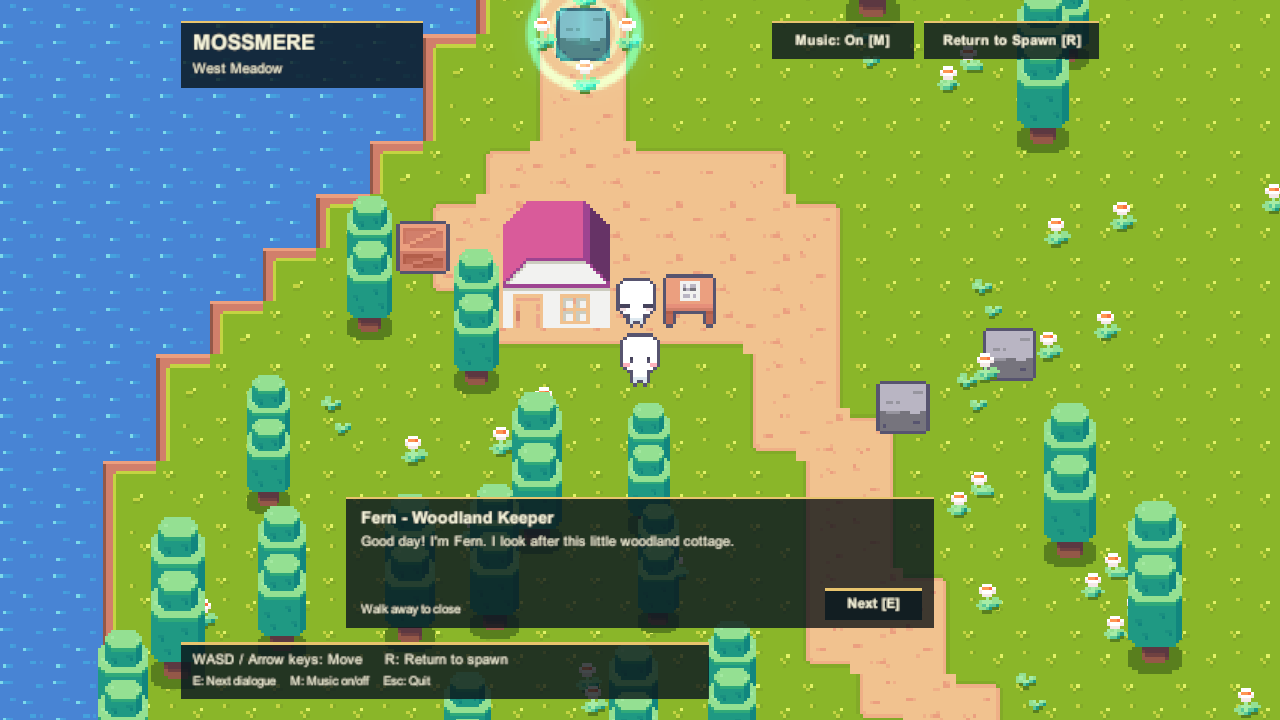 MOSSMERE
West Meadow
Music: On [M]
Return to Spawn [R]
Fern - Woodland Keeper
Good day! I'm Fern. I look after this little woodland cottage.
Walk away to close
Next [E]
WASD / Arrow keys: Move R: Return to spawn
E: Next dialogue M: Music on/off Esc: Quit